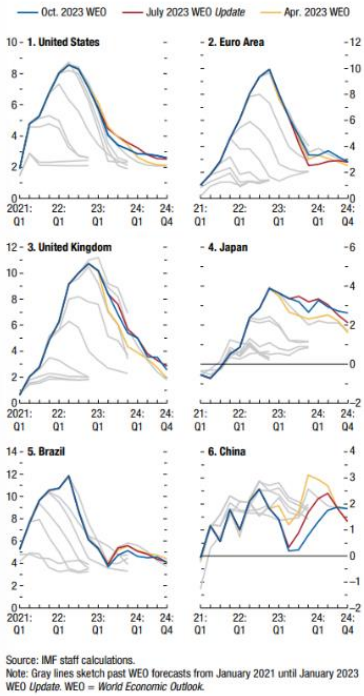 Oct. 2023 WEO July 2023 WEO Update Apr. 2023 WEO
10 1. United States
8
6
4
2
0
2021: Q1 22: Q1 23: Q1 24: Q1 24: Q4
2. Euro Area 12
10
8
6
4
2
0
21: Q1 22: Q1 23: Q1 24: Q1 24: Q4
12 3. United Kingdom
10
8
6
4
2
0
2021: Q1 22: Q1 23: Q1 24: Q1 24: Q4
4. Japan 6
4
2
0
–2
21: Q1 22: Q1 23: Q1 24: Q1 24: Q4
14 5. Brazil
12
10
8
6
4
2
0
2021: Q1 22: Q1 23: Q1 24: Q1 24: Q4
6. China 4
3
2
1
0
–1
–2
21: Q1 22: Q1 23: Q1 24: Q1 24: Q4
Source: IMF staff calculations.
Note: Gray lines sketch past WEO forecasts from January 2021 until January 2023
WEO Update. WEO = World Economic Outlook.